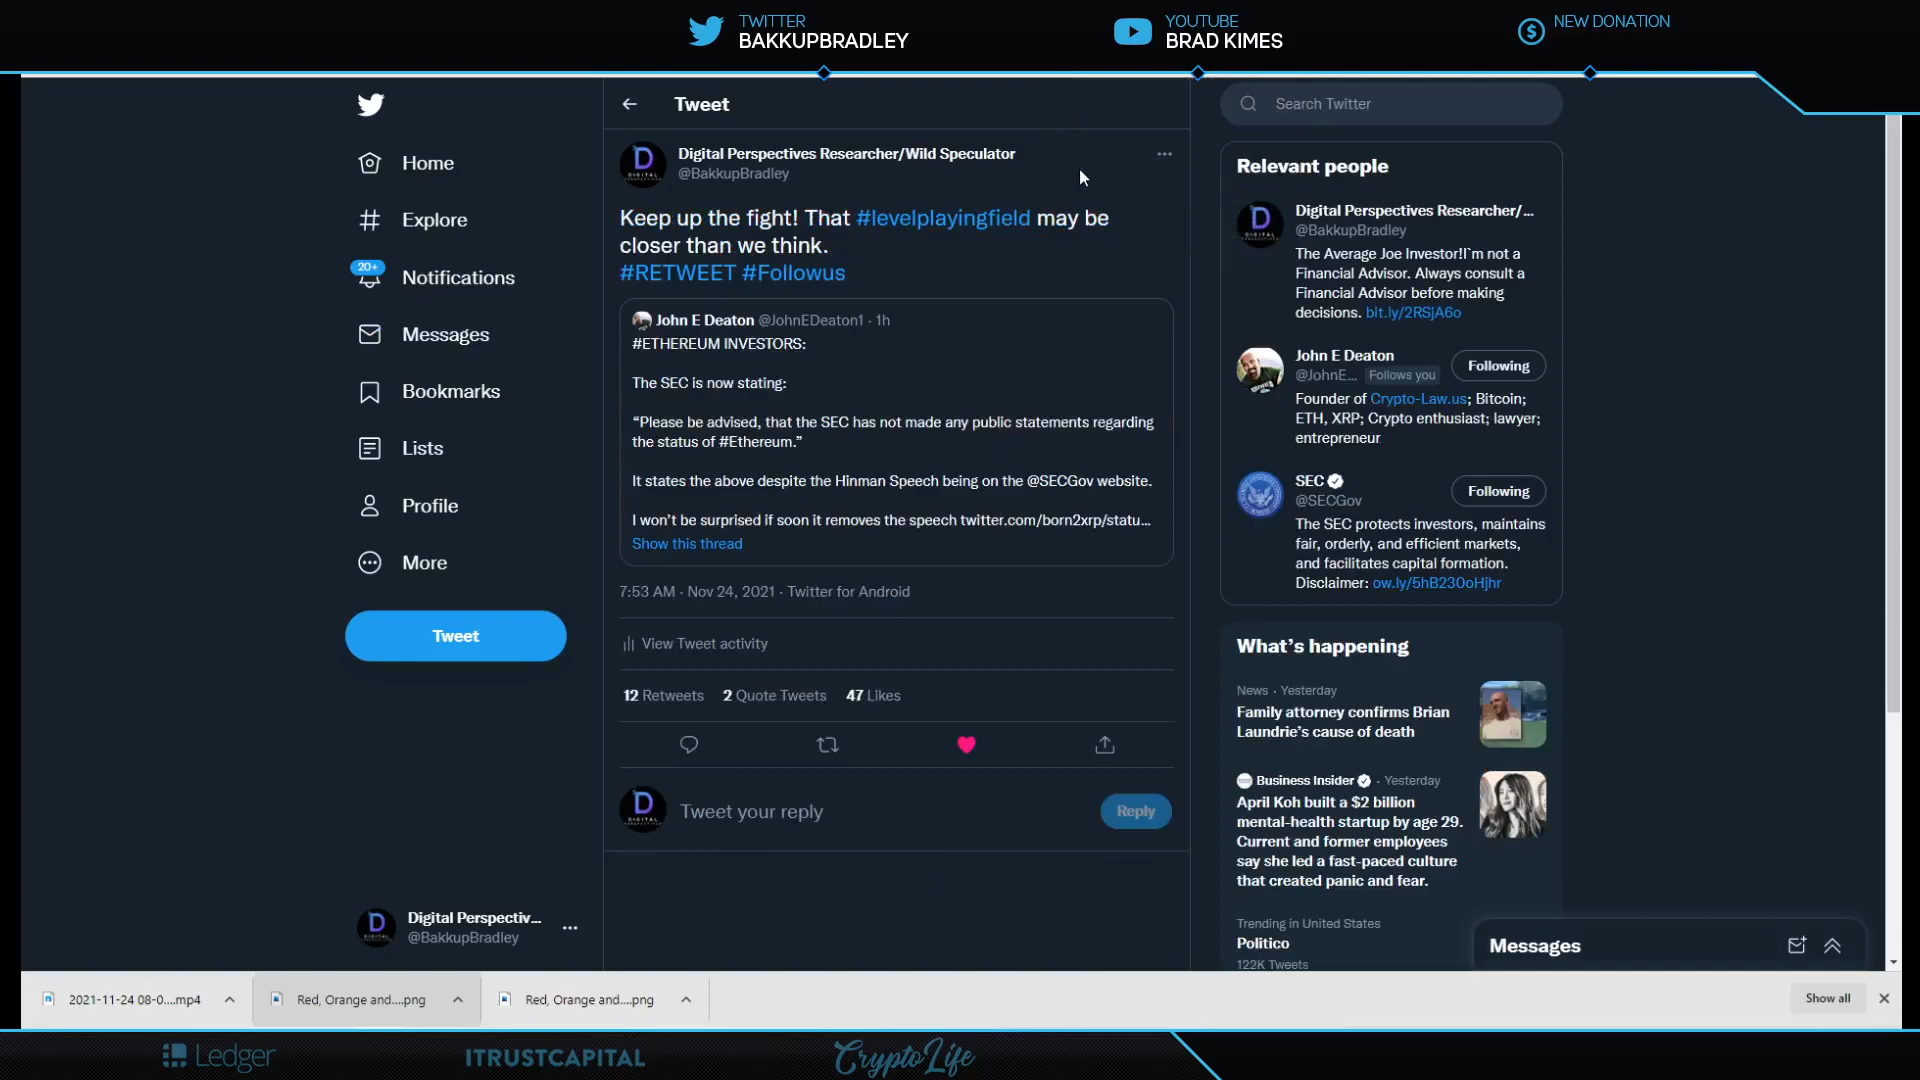 TWITTER
BAKKUPBRADLEY
YOUTUBE
BRAD KIMES
NEW DONATION
Home
Explore
20+
Notifications
Messages
Bookmarks
Lists
Profile
More
Tweet
Digital Perspectiv...
@BakkupBradley
Tweet
Digital Perspectives Researcher/Wild Speculator
@BakkupBradley
Keep up the fight! That #levelplayingfield may be
closer than we think.
#RETWEET #Followus
John E Deaton @JohnEDeaton1 · 1h
#ETHEREUM INVESTORS:
The SEC is now stating:
“Please be advised, that the SEC has not made any public statements regarding
the status of #Ethereum.”
It states the above despite the Hinman Speech being on the @SECGov website.
I won’t be surprised if soon it removes the speech twitter.com/born2xrp/statu...
Show this thread
7:53 AM · Nov 24, 2021 · Twitter for Android
View Tweet activity
12 Retweets 2 Quote Tweets 47 Likes
Tweet your reply
Reply
Search Twitter
Relevant people
Digital Perspectives Researcher/...
@BakkupBradley
The Average Joe Investor!I`m not a
Financial Advisor. Always consult a
Financial Advisor before making
decisions. bit.ly/2RSjA6o
John E Deaton
@JohnE... Follows you
Following
Founder of Crypto-Law.us; Bitcoin;
ETH, XRP; Crypto enthusiast; lawyer;
entrepreneur
SEC
@SECGov
Following
The SEC protects investors, maintains
fair, orderly, and efficient markets,
and facilitates capital formation.
Disclaimer: ow.ly/5hB230oHjhr
What’s happening
News · Yesterday
Family attorney confirms Brian
Laundrie’s cause of death
Business Insider · Yesterday
April Koh built a $2 billion
mental-health startup by age 29.
Current and former employees
say she led a fast-paced culture
that created panic and fear.
Trending in United States
Politico
122K Tweets
Messages
2021-11-24 08-0....mp4
Red, Orange and....png
Red, Orange and....png
Show all
Ledger
ITRUSTCAPITAL
CryptoLife